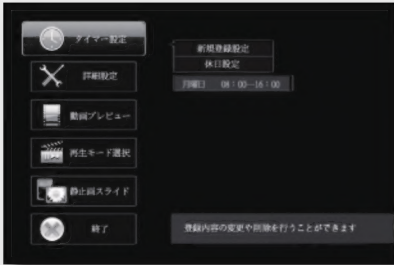 タイマー設定
詳細設定
動画プレビュー
再生モード選択
静止画スライド
終了
新規登録設定
休日設定
月曜日 08:00—16:00
登録内容の変更や削除を行うことができます